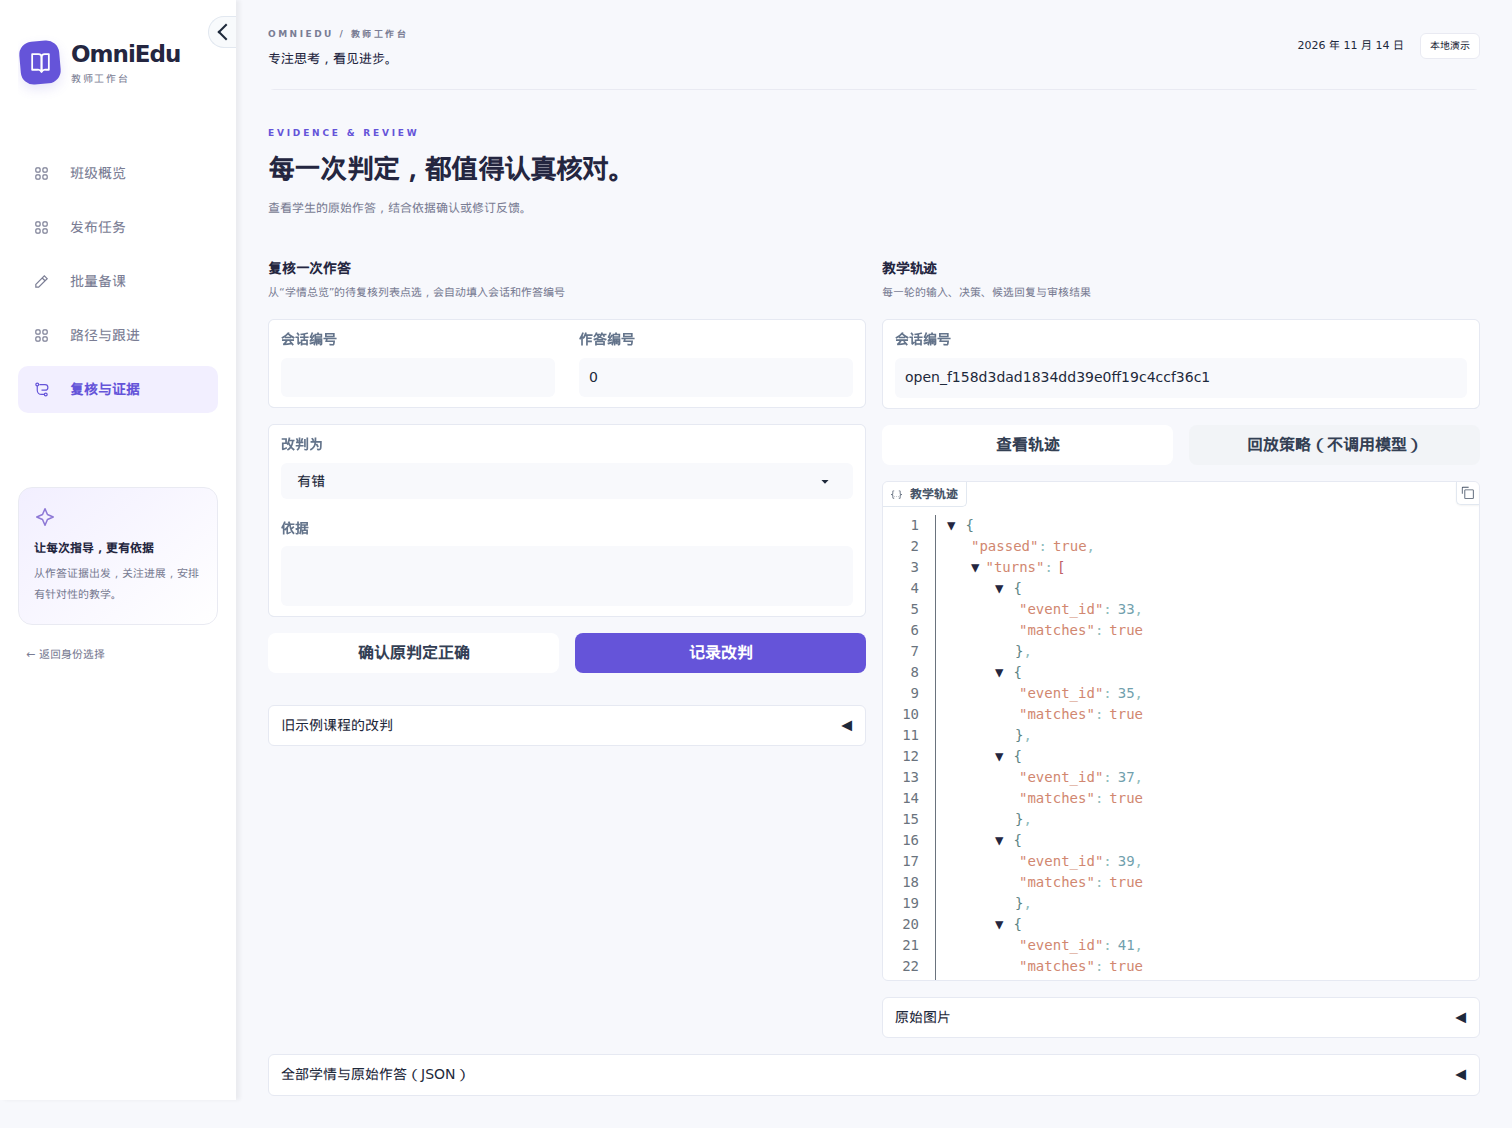 OmniEdu
教师工作台
班级概览
发布任务
批量备课
路径与跟进
复核与证据
让每次指导，更有依据
从作答证据出发，关注进展，安排
有针对性的教学。
← 返回身份选择
OMNIEDU / 教师工作台
专注思考，看见进步。
2026 年 11 月 14 日
本地演示
EVIDENCE & REVIEW
每一次判定，都值得认真核对。
查看学生的原始作答，结合依据确认或修订反馈。
复核一次作答
从“学情总览”的待复核列表点选，会自动填入会话和作答编号
会话编号
作答编号
0
改判为
有错
依据
确认原判定正确
记录改判
旧示例课程的改判
教学轨迹
每一轮的输入、决策、候选回复与审核结果
会话编号
open_f158d3dad1834dd39e0ff19c4ccf36c1
查看轨迹
回放策略（不调用模型）
{.} 教学轨迹
1 ▼ {
2 "passed": true,
3 ▼ "turns": [
4 ▼ {
5 "event_id": 33,
6 "matches": true
7 },
8 ▼ {
9 "event_id": 35,
10 "matches": true
11 },
12 ▼ {
13 "event_id": 37,
14 "matches": true
15 },
16 ▼ {
17 "event_id": 39,
18 "matches": true
19 },
20 ▼ {
21 "event_id": 41,
22 "matches": true
原始图片
全部学情与原始作答（JSON）